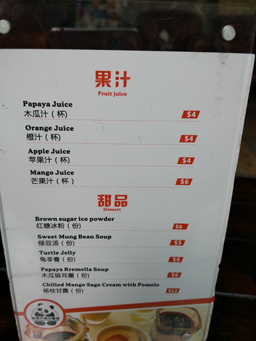 果汁
Fruit Juice
Papaya Juice
木瓜汁（杯） $4
Orange Juice
橙汁（杯） $4
Apple Juice
苹果汁（杯） $4
Mango Juice
芒果汁（杯） $6
甜品
Dessert
Brown sugar ice powder
红糖冰粉（份） $6
Sweet Mung Bean Soup
绿豆汤（份） $5
Turtle Jelly
龟苓膏（份） $6
Papaya Rremella Soup
木瓜银耳羹（份） $6
Chilled Mango Sago Cream with Pomelo
杨枝甘露（份）